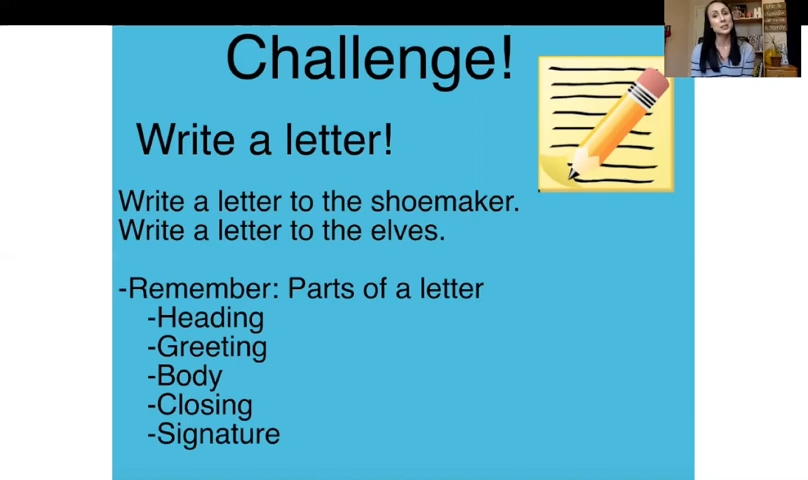 Challenge!
Write a letter!
Write a letter to the shoemaker.
Write a letter to the elves.
-Remember: Parts of a letter
-Heading
-Greeting
-Body
-Closing
-Signature